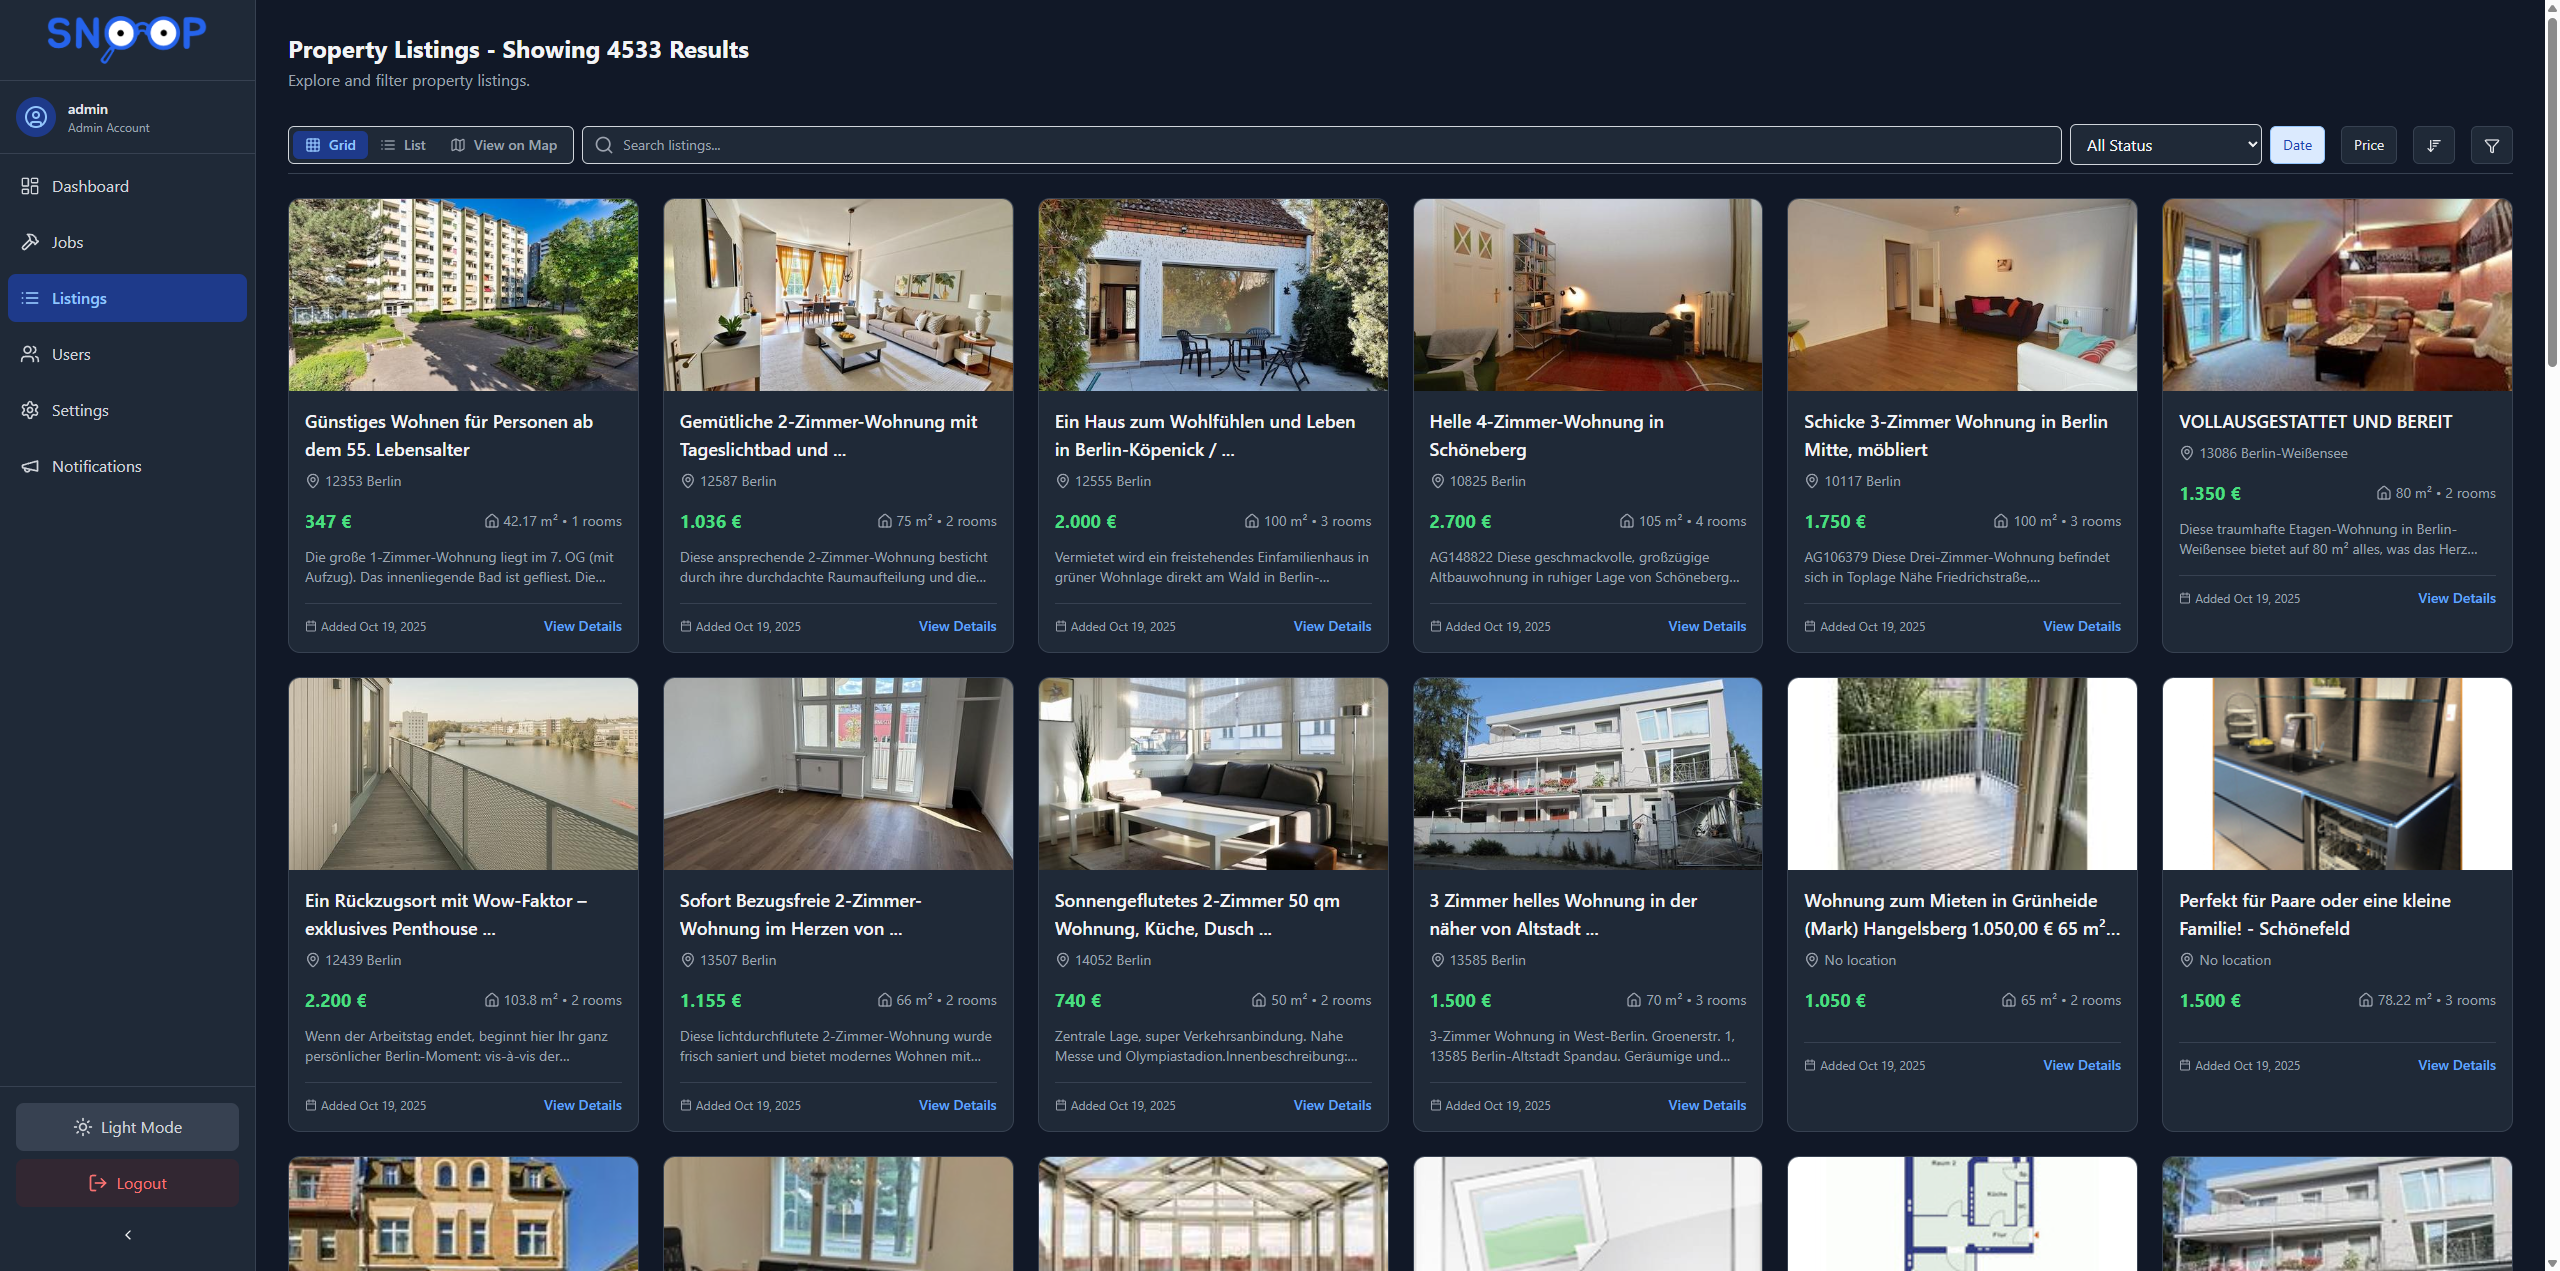 SNOOP
admin
Admin Account
Dashboard
Jobs
Listings
Users
Settings
Notifications
Light Mode
Logout
Property Listings - Showing 4533 Results
Explore and filter property listings.
Grid
List
View on Map
Search listings...
All Status
Date
Price
Günstiges Wohnen für Personen ab
dem 55. Lebensalter
12353 Berlin
347 €
42.17 m² • 1 rooms
Die große 1-Zimmer-Wohnung liegt im 7. OG (mit
Aufzug). Das innenliegende Bad ist gefliest. Die...
Added Oct 19, 2025
View Details
Gemütliche 2-Zimmer-Wohnung mit
Tageslichtbad und ...
12587 Berlin
1.036 €
75 m² • 2 rooms
Diese ansprechende 2-Zimmer-Wohnung besticht
durch ihre durchdachte Raumaufteilung und die...
Added Oct 19, 2025
View Details
Ein Haus zum Wohlfühlen und Leben
in Berlin-Köpenick / ...
12555 Berlin
2.000 €
100 m² • 3 rooms
Vermietet wird ein freistehendes Einfamilienhaus in
grüner Wohnlage direkt am Wald in Berlin-...
Added Oct 19, 2025
View Details
Helle 4-Zimmer-Wohnung in
Schöneberg
10825 Berlin
2.700 €
105 m² • 4 rooms
AG148822 Diese geschmackvolle, großzügige
Altbauwohnung in ruhiger Lage von Schöneberg...
Added Oct 19, 2025
View Details
Schicke 3-Zimmer Wohnung in Berlin
Mitte, möbliert
10117 Berlin
1.750 €
100 m² • 3 rooms
AG106379 Diese Drei-Zimmer-Wohnung befindet
sich in Toplage Nähe Friedrichstraße,...
Added Oct 19, 2025
View Details
VOLLAUSGESTATTET UND BEREIT
13086 Berlin-Weißensee
1.350 €
80 m² • 2 rooms
Diese traumhafte Etagen-Wohnung in Berlin-
Weißensee bietet auf 80 m² alles, was das Herz...
Added Oct 19, 2025
View Details
Ein Rückzugsort mit Wow-Faktor –
exklusives Penthouse ...
12439 Berlin
2.200 €
103.8 m² • 2 rooms
Wenn der Arbeitstag endet, beginnt hier Ihr ganz
persönlicher Berlin-Moment: vis-à-vis der...
Added Oct 19, 2025
View Details
Sofort Bezugsfreie 2-Zimmer-
Wohnung im Herzen von ...
13507 Berlin
1.155 €
66 m² • 2 rooms
Diese lichtdurchflutete 2-Zimmer-Wohnung wurde
frisch saniert und bietet modernes Wohnen mit...
Added Oct 19, 2025
View Details
Sonnengeflutetes 2-Zimmer 50 qm
Wohnung, Küche, Dusch ...
14052 Berlin
740 €
50 m² • 2 rooms
Zentrale Lage, super Verkehrsanbindung. Nahe
Messe und Olympiastadion.Innenbeschreibung:...
Added Oct 19, 2025
View Details
3 Zimmer helles Wohnung in der
näher von Altstadt ...
13585 Berlin
1.500 €
70 m² • 3 rooms
3-Zimmer Wohnung in West-Berlin. Groenerstr. 1,
13585 Berlin-Altstadt Spandau. Geräumige und...
Added Oct 19, 2025
View Details
Wohnung zum Mieten in Grünheide
(Mark) Hangelsberg 1.050,00 € 65 m²...
No location
1.050 €
65 m² • 2 rooms
Added Oct 19, 2025
View Details
Perfekt für Paare oder eine kleine
Familie! - Schönefeld
No location
1.500 €
78.22 m² • 3 rooms
Added Oct 19, 2025
View Details
Raum 2
Küche
Flur